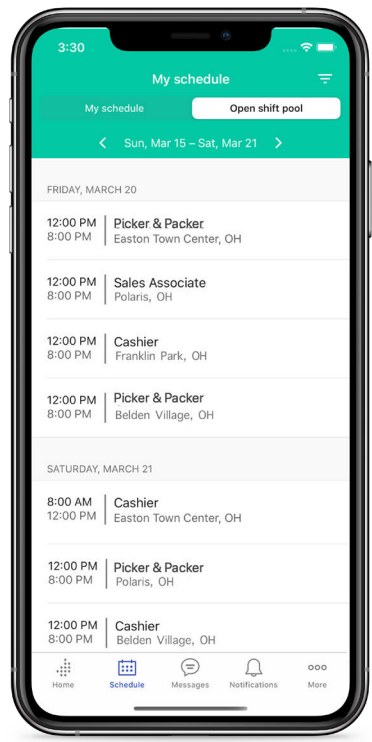 3:30
My schedule
My schedule Open shift pool
Sun, Mar 15 – Sat, Mar 21
FRIDAY, MARCH 20
12:00 PM Picker & Packer
8:00 PM Easton Town Center, OH
12:00 PM Sales Associate
8:00 PM Polaris, OH
12:00 PM Cashier
8:00 PM Franklin Park, OH
12:00 PM Picker & Packer
8:00 PM Belden Village, OH
SATURDAY, MARCH 21
8:00 AM Cashier
12:00 PM Easton Town Center, OH
12:00 PM Picker & Packer
8:00 PM Polaris, OH
12:00 PM Cashier
8:00 PM Belden Village, OH
Home Schedule Messages Notifications More